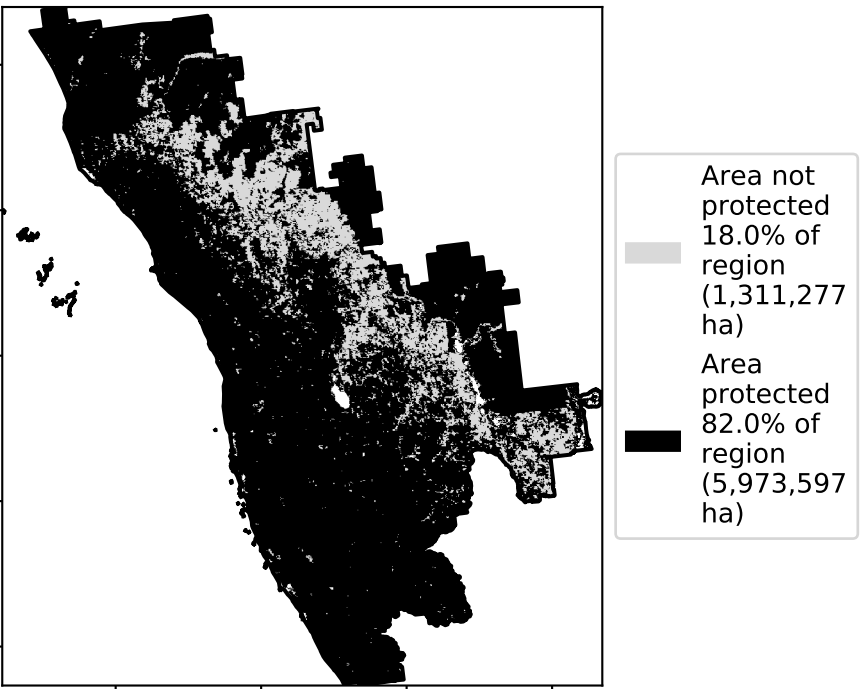 Area not
protected
18.0% of
region
(1,311,277
ha)
Area
protected
82.0% of
region
(5,973,597
ha)